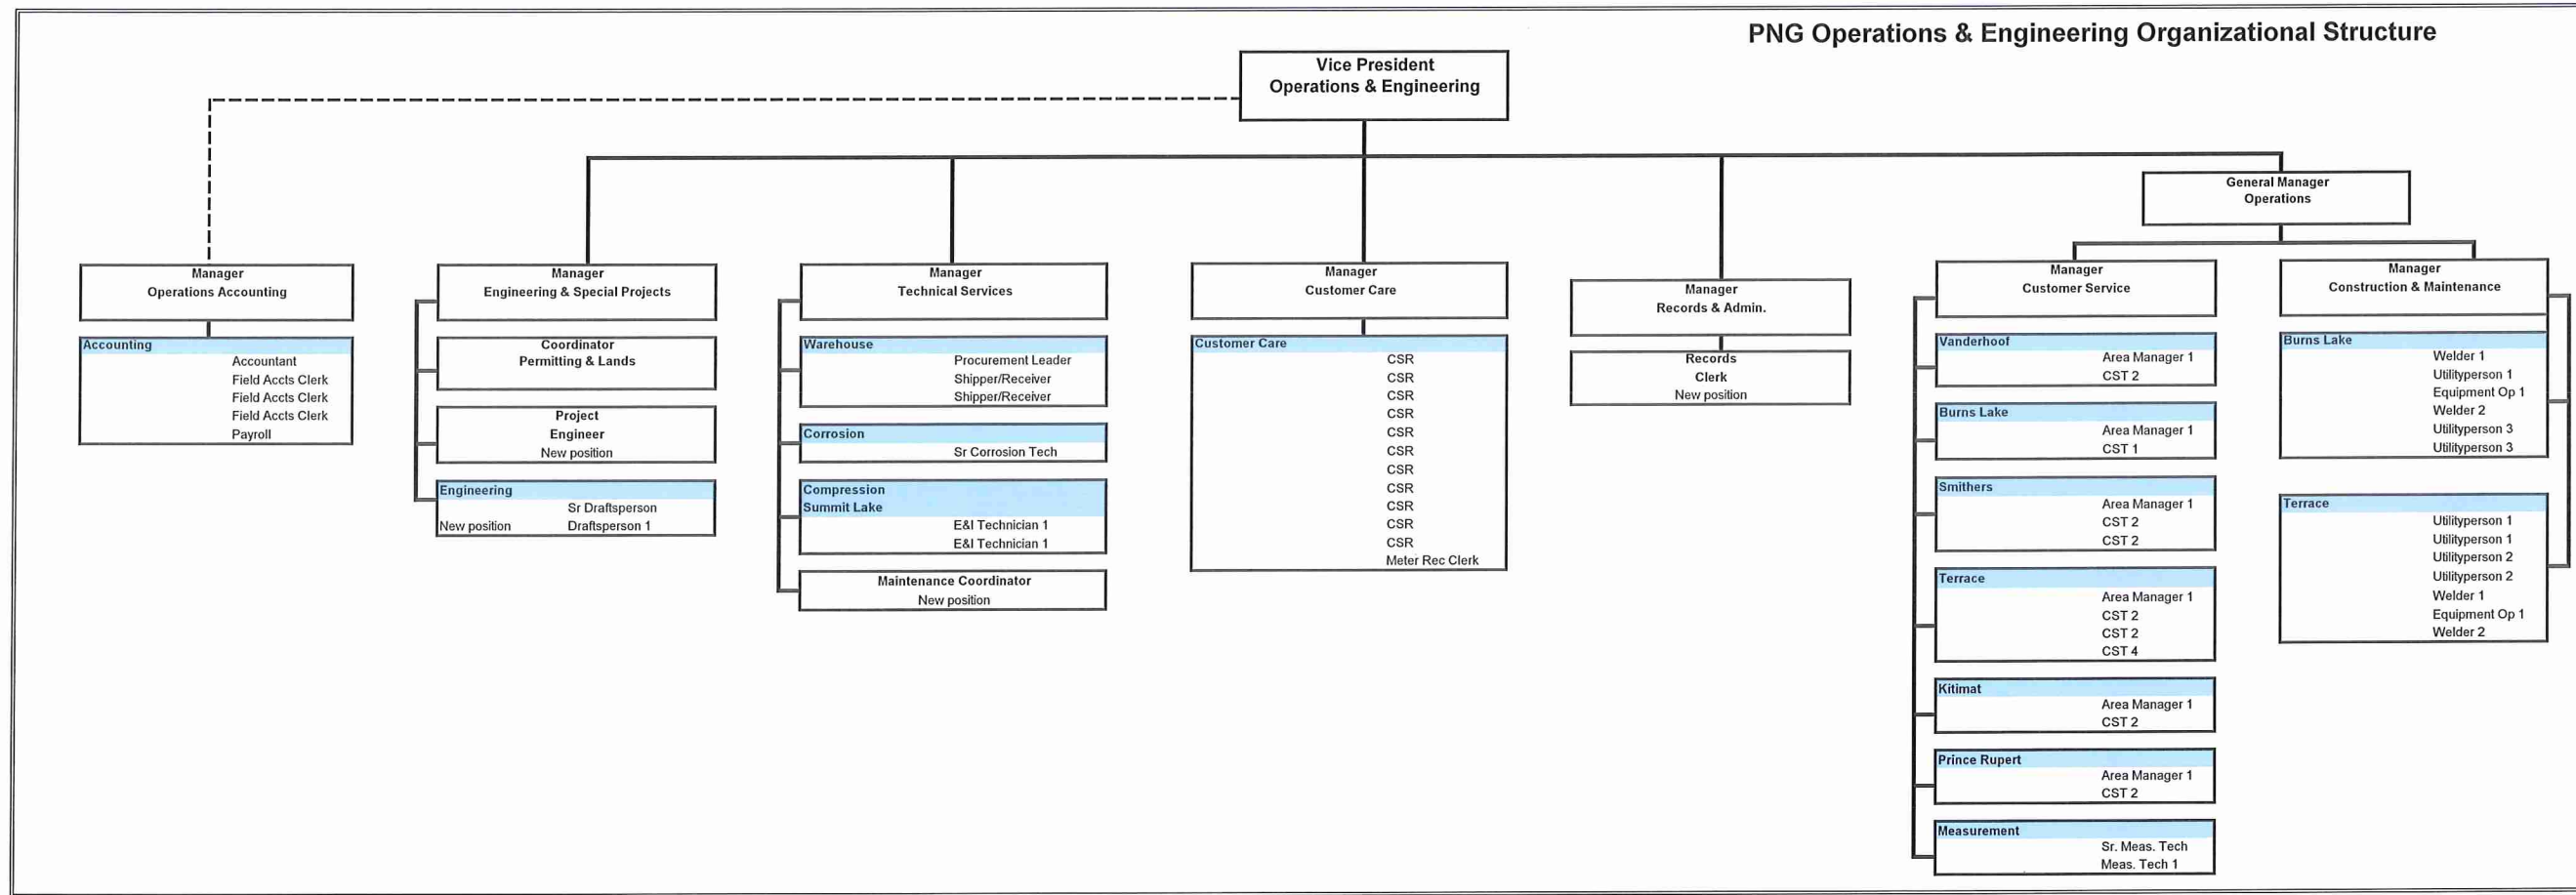 PNG Operations & Engineering Organizational Structure
Vice President
Operations & Engineering
General Manager
Operations
Manager
Operations Accounting
Accounting
Accountant
Field Accts Clerk
Field Accts Clerk
Field Accts Clerk
Payroll
Manager
Engineering & Special Projects
Coordinator
Permitting & Lands
Project
Engineer
New position
Engineering
Sr Draftsperson
New position Draftsperson 1
Manager
Technical Services
Warehouse
Procurement Leader
Shipper/Receiver
Shipper/Receiver
Corrosion
Sr Corrosion Tech
Compression
Summit Lake
E&I Technician 1
E&I Technician 1
Maintenance Coordinator
New position
Manager
Customer Care
Customer Care
CSR
CSR
CSR
CSR
CSR
CSR
CSR
CSR
CSR
CSR
CSR
Meter Rec Clerk
Manager
Records & Admin.
Records
Clerk
New position
Manager
Customer Service
Vanderhoof
Area Manager 1
CST 2
Burns Lake
Area Manager 1
CST 1
Smithers
Area Manager 1
CST 2
CST 2
Terrace
Area Manager 1
CST 2
CST 2
CST 4
Kitimat
Area Manager 1
CST 2
Prince Rupert
Area Manager 1
CST 2
Measurement
Sr. Meas. Tech
Meas. Tech 1
Manager
Construction & Maintenance
Burns Lake
Welder 1
Utilityperson 1
Equipment Op 1
Welder 2
Utilityperson 3
Utilityperson 3
Terrace
Utilityperson 1
Utilityperson 1
Utilityperson 2
Utilityperson 2
Welder 1
Equipment Op 1
Welder 2